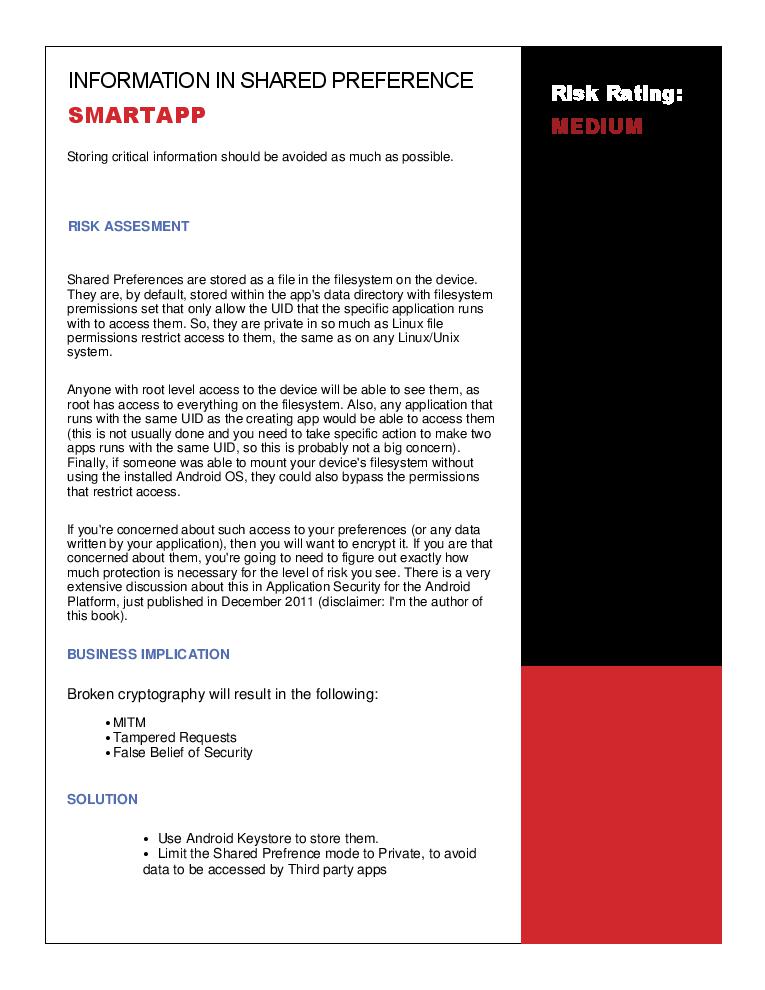 INFORMATION IN SHARED PREFERENCE
SMARTAPP
Storing critical information should be avoided as much as possible.
Risk Rating:
MEDIUM
RISK ASSESMENT
Shared Preferences are stored as a file in the filesystem on the device.
They are, by default, stored within the app's data directory with filesystem
premissions set that only allow the UID that the specific application runs
with to access them. So, they are private in so much as Linux file
permissions restrict access to them, the same as on any Linux/Unix
system.
Anyone with root level access to the device will be able to see them, as
root has access to everything on the filesystem. Also, any application that
runs with the same UID as the creating app would be able to access them
(this is not usually done and you need to take specific action to make two
apps runs with the same UID, so this is probably not a big concern).
Finally, if someone was able to mount your device's filesystem without
using the installed Android OS, they could also bypass the permissions
that restrict access.
If you're concerned about such access to your preferences (or any data
written by your application), then you will want to encrypt it. If you are that
concerned about them, you're going to need to figure out exactly how
much protection is necessary for the level of risk you see. There is a very
extensive discussion about this in Application Security for the Android
Platform, just published in December 2011 (disclaimer: I'm the author of
this book).
BUSINESS IMPLICATION
Broken cryptography will result in the following:
• MITM
• Tampered Requests
• False Belief of Security
SOLUTION
• Use Android Keystore to store them.
• Limit the Shared Prefrence mode to Private, to avoid
data to be accessed by Third party apps